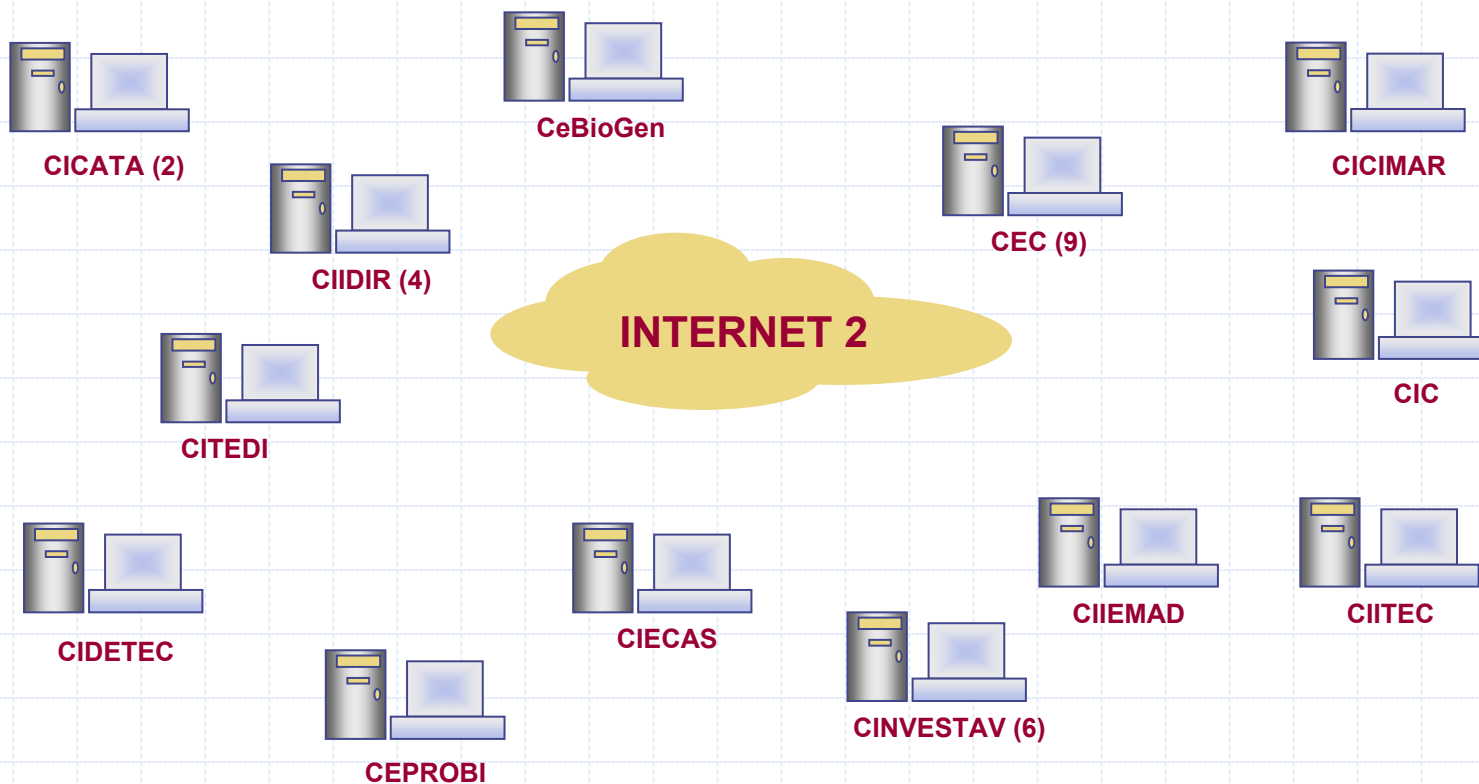 CeBioGen
CICATA (2)
CICIMAR
CEC (9)
CIIDIR (4)
INTERNET 2
CIC
CITEDI
CIIEMAD
CIITEC
CIECAS
CIDETEC
CINVESTAV (6)
CEPROBI